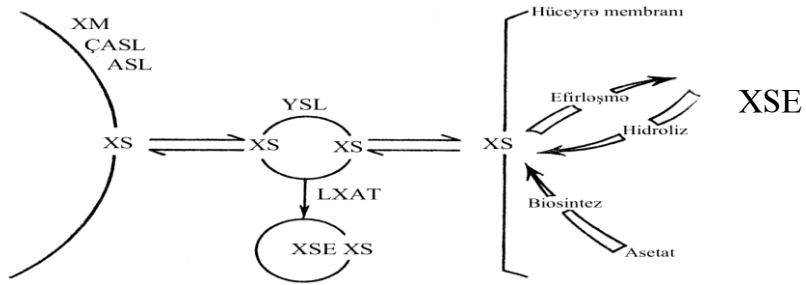 XM
ÇASL
ASL
XS
YSL
XS
XS
LXAT
XSE XS
Hüceyrə membranı
XS
Efirləşmə
Hidroliz
XSE
Biosintez
Asetat